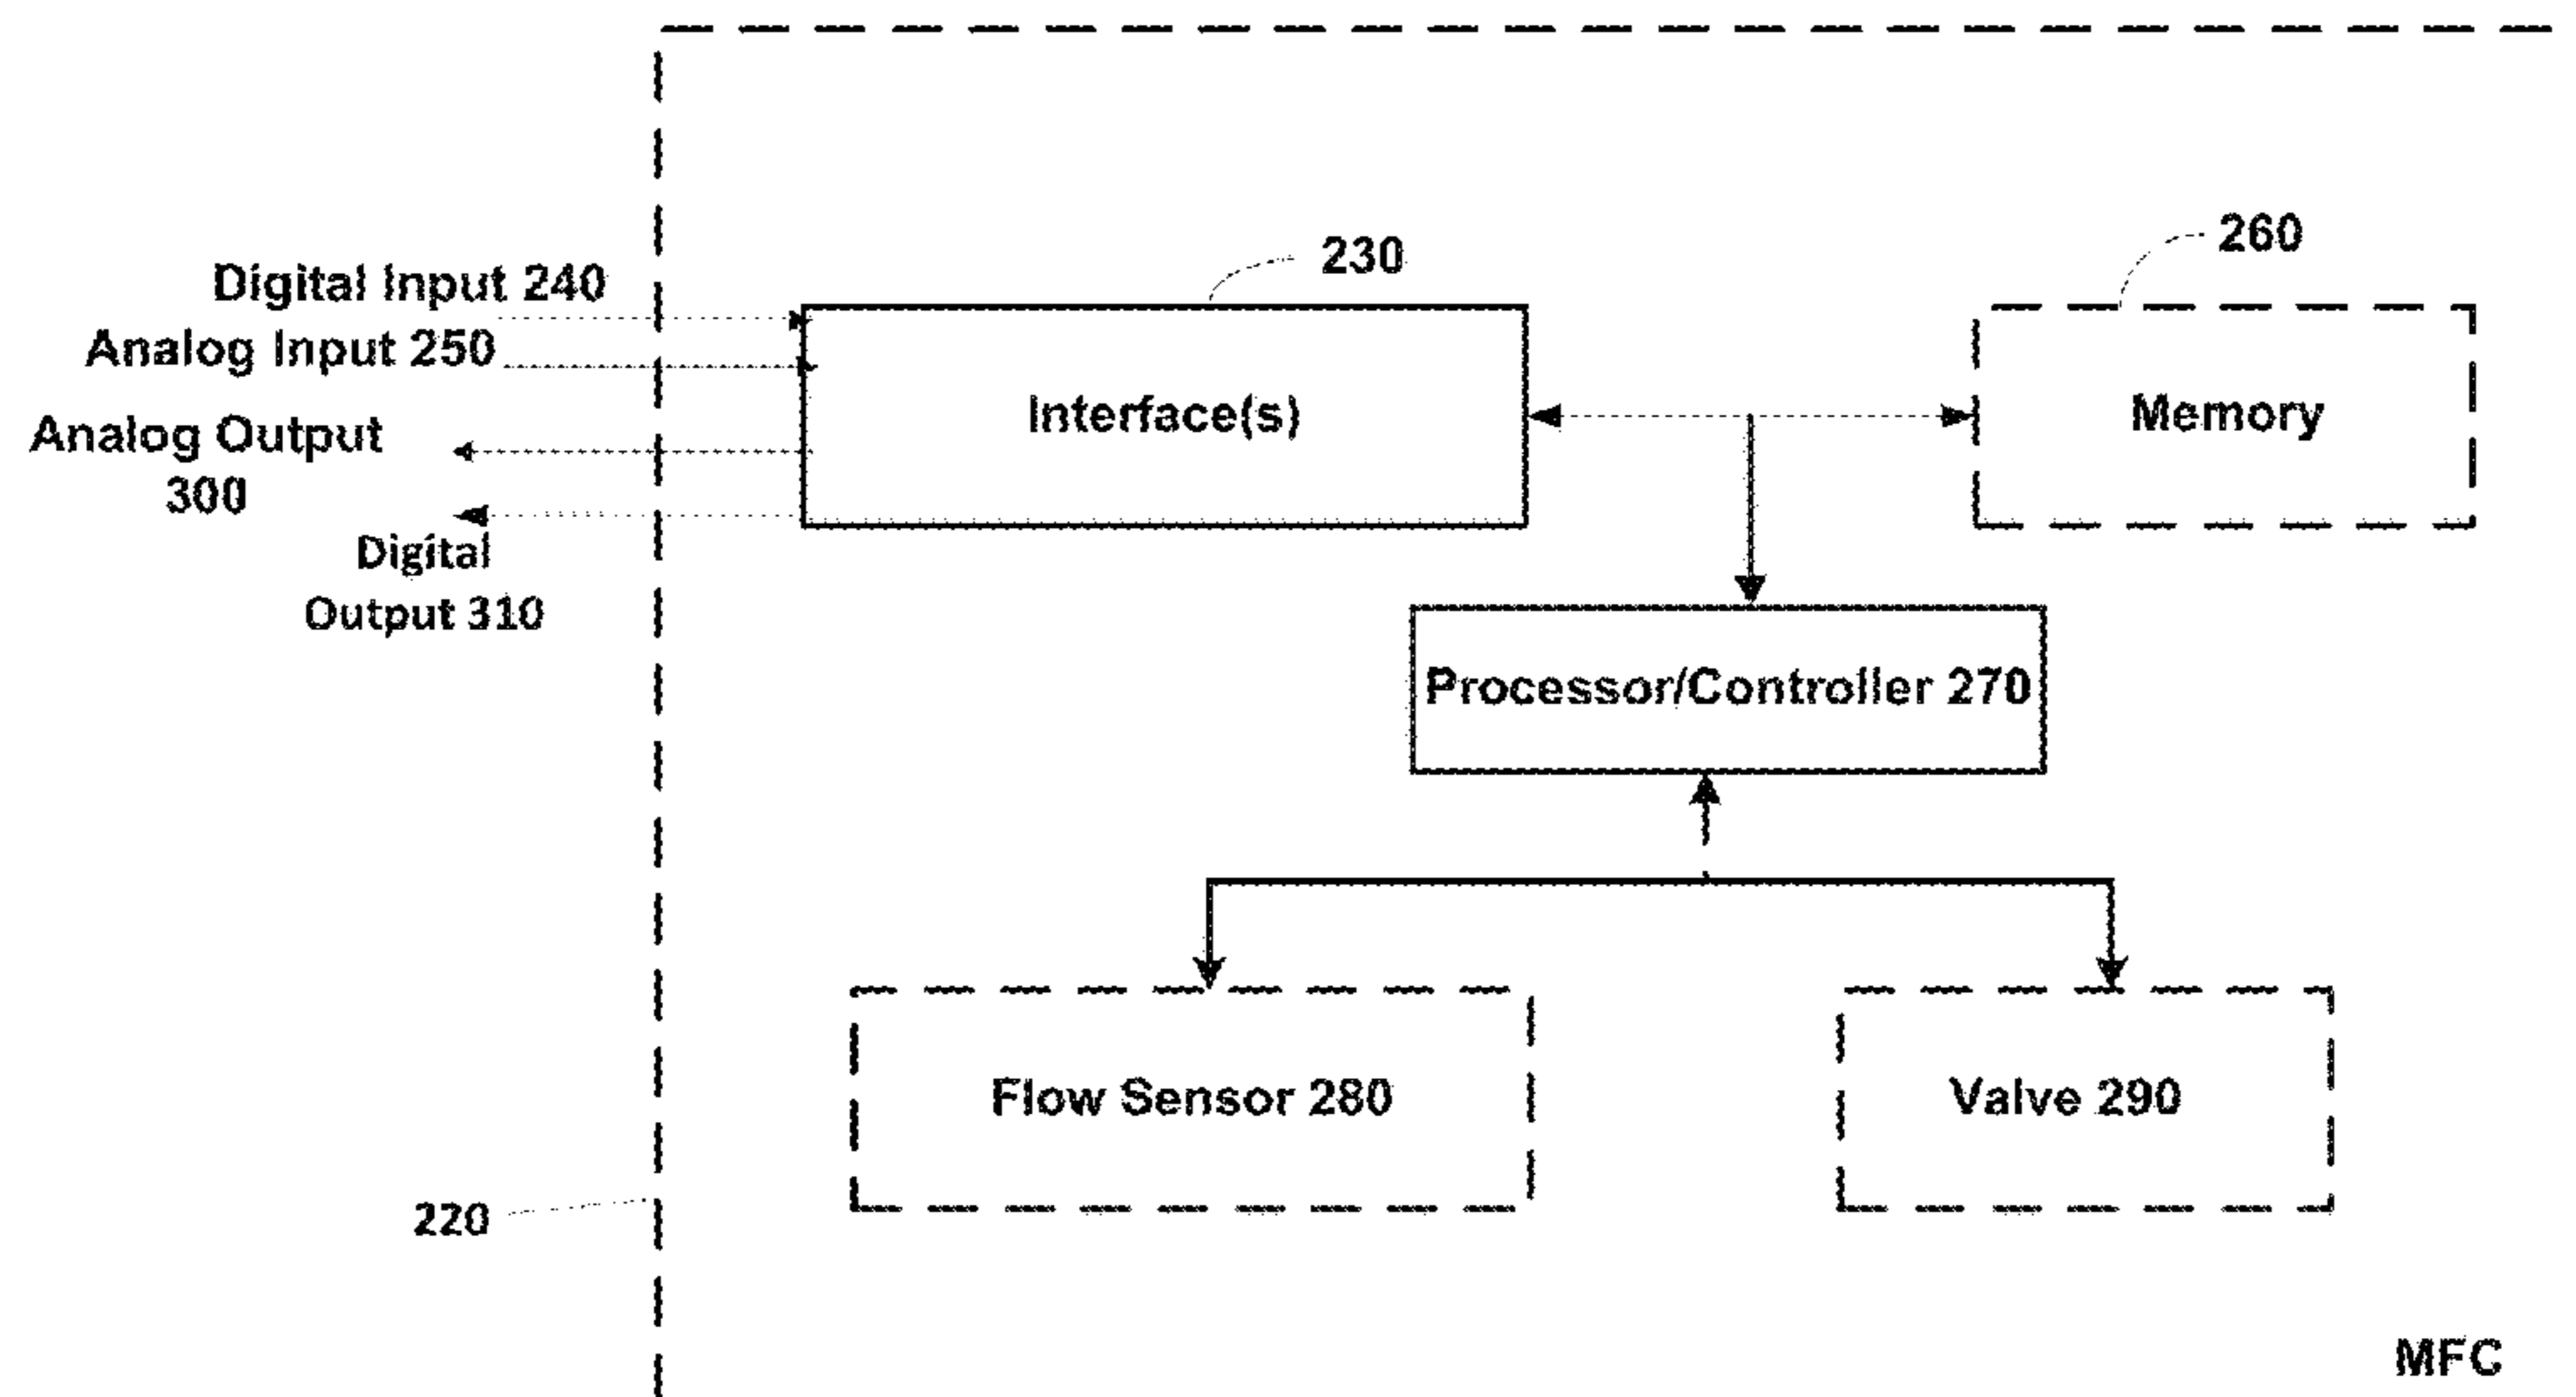 260
230
Digital Input 240
Analog Input 250
Interface(s)
Memory
Analog Output
300
Digital
Output 310
Processor/Controller 270
Flow Sensor 280
Valve 290
220
MFC